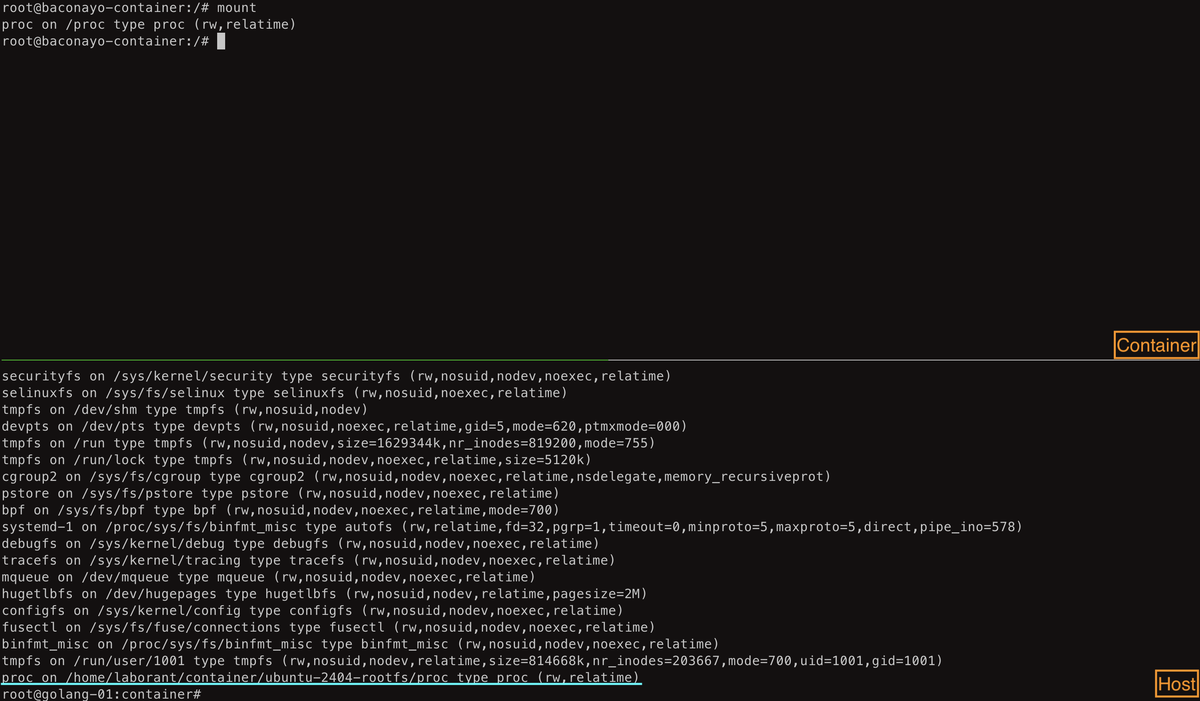 root@baconayo-container:/# mount
proc on /proc type proc (rw,relatime)
root@baconayo-container:/#
Container
securityfs on /sys/kernel/security type securityfs (rw,nosuid,nodev,noexec,relatime)
selinuxfs on /sys/fs/selinux type selinuxfs (rw,nosuid,noexec,relatime)
tmpfs on /dev/shm type tmpfs (rw,nosuid,nodev)
devpts on /dev/pts type devpts (rw,nosuid,noexec,relatime,gid=5,mode=620,ptmxmode=000)
tmpfs on /run type tmpfs (rw,nosuid,nodev,size=1629344k,nr_inodes=819200,mode=755)
tmpfs on /run/lock type tmpfs (rw,nosuid,nodev,noexec,relatime,size=5120k)
cgroup2 on /sys/fs/cgroup type cgroup2 (rw,nosuid,nodev,noexec,relatime,nsdelegate,memory_recursiveprot)
pstore on /sys/fs/pstore type pstore (rw,nosuid,nodev,noexec,relatime)
bpf on /sys/fs/bpf type bpf (rw,nosuid,nodev,noexec,relatime,mode=700)
systemd-1 on /proc/sys/fs/binfmt_misc type autofs (rw,relatime,fd=32,pgrp=1,timeout=0,minproto=5,maxproto=5,direct,pipe_ino=578)
debugfs on /sys/kernel/debug type debugfs (rw,nosuid,nodev,noexec,relatime)
tracefs on /sys/kernel/tracing type tracefs (rw,nosuid,nodev,noexec,relatime)
mqueue on /dev/mqueue type mqueue (rw,nosuid,nodev,noexec,relatime)
hugetlbfs on /dev/hugepages type hugetlbfs (rw,nosuid,nodev,relatime,pagesize=2M)
configfs on /sys/kernel/config type configfs (rw,nosuid,nodev,noexec,relatime)
fusectl on /sys/fs/fuse/connections type fusectl (rw,nosuid,nodev,noexec,relatime)
binfmt_misc on /proc/sys/fs/binfmt_misc type binfmt_misc (rw,nosuid,nodev,noexec,relatime)
tmpfs on /run/user/1001 type tmpfs (rw,nosuid,nodev,relatime,size=814668k,nr_inodes=203667,mode=700,uid=1001,gid=1001)
proc on /home/laborant/container/ubuntu-2404-rootfs/proc type proc (rw,relatime)
root@golang-01:container#
Host